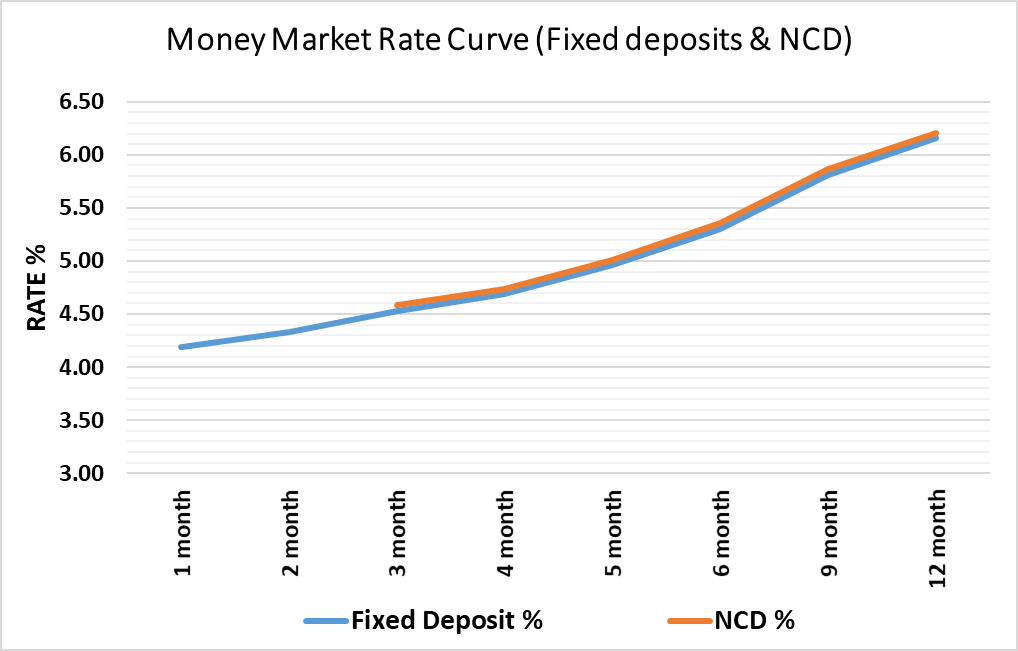 Money Market Rate Curve (Fixed deposits & NCD)
6.50
6.00
5.50
5.00
4.50
4.00
3.50
3.00
RATE %
1 month
2 month
3 month
4 month
5 month
6 month
9 month
12 month
Fixed Deposit %
NCD %